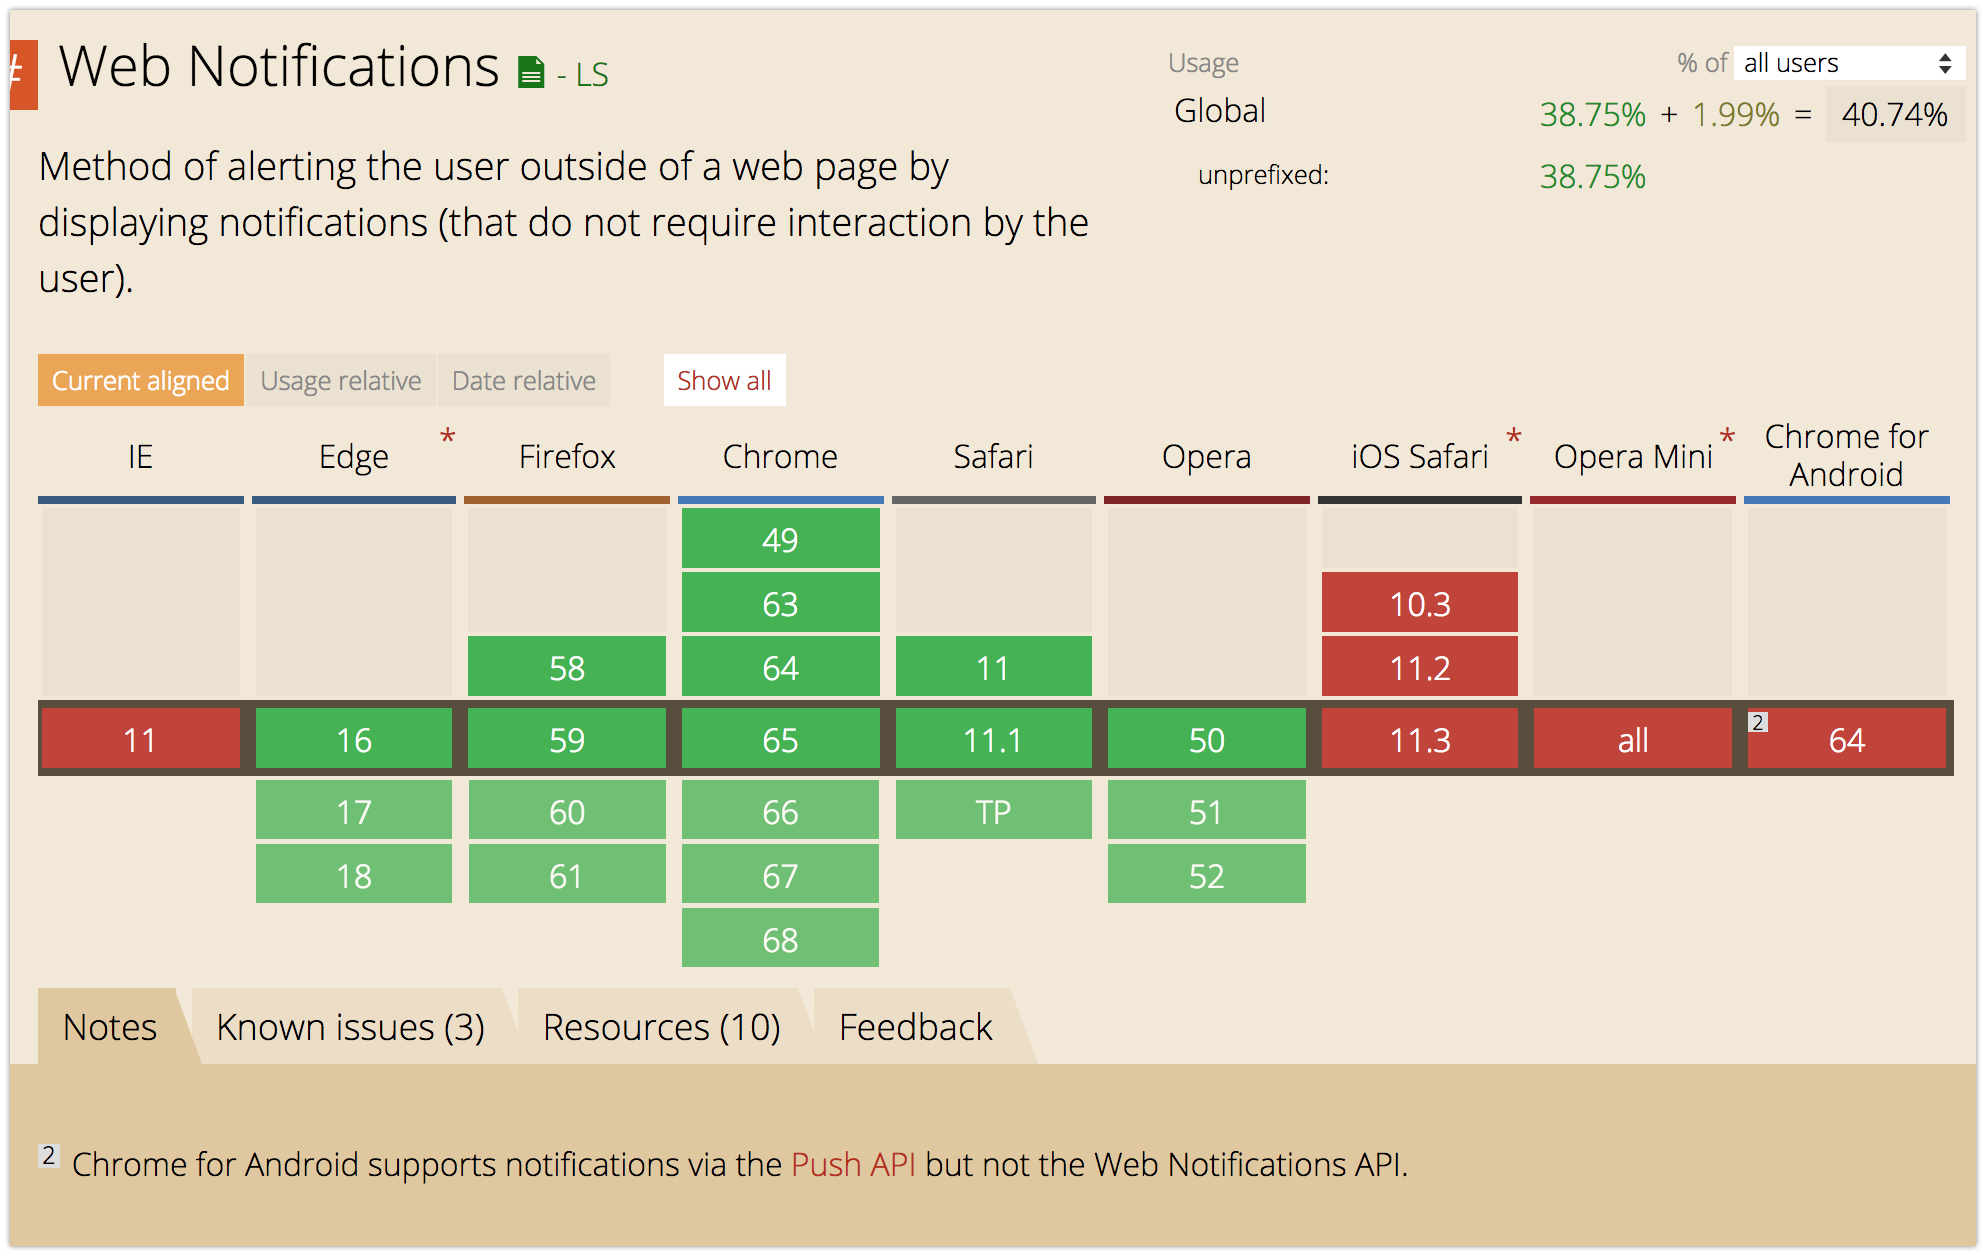 #
Web Notifications - LS
Usage % of all users
Global 38.75% + 1.99% = 40.74%
unprefixed: 38.75%
Method of alerting the user outside of a web page by
displaying notifications (that do not require interaction by the
user).
Current aligned Usage relative Date relative Show all
IE Edge * Firefox Chrome Safari Opera iOS Safari * Opera Mini * Chrome for
Android
49
63 10.3
58 64 11 11.2
11 16 59 65 11.1 50 11.3 all 2 64
17 60 66 TP 51
18 61 67 52
68
Notes Known issues (3) Resources (10) Feedback
2 Chrome for Android supports notifications via the Push API but not the Web Notifications API.